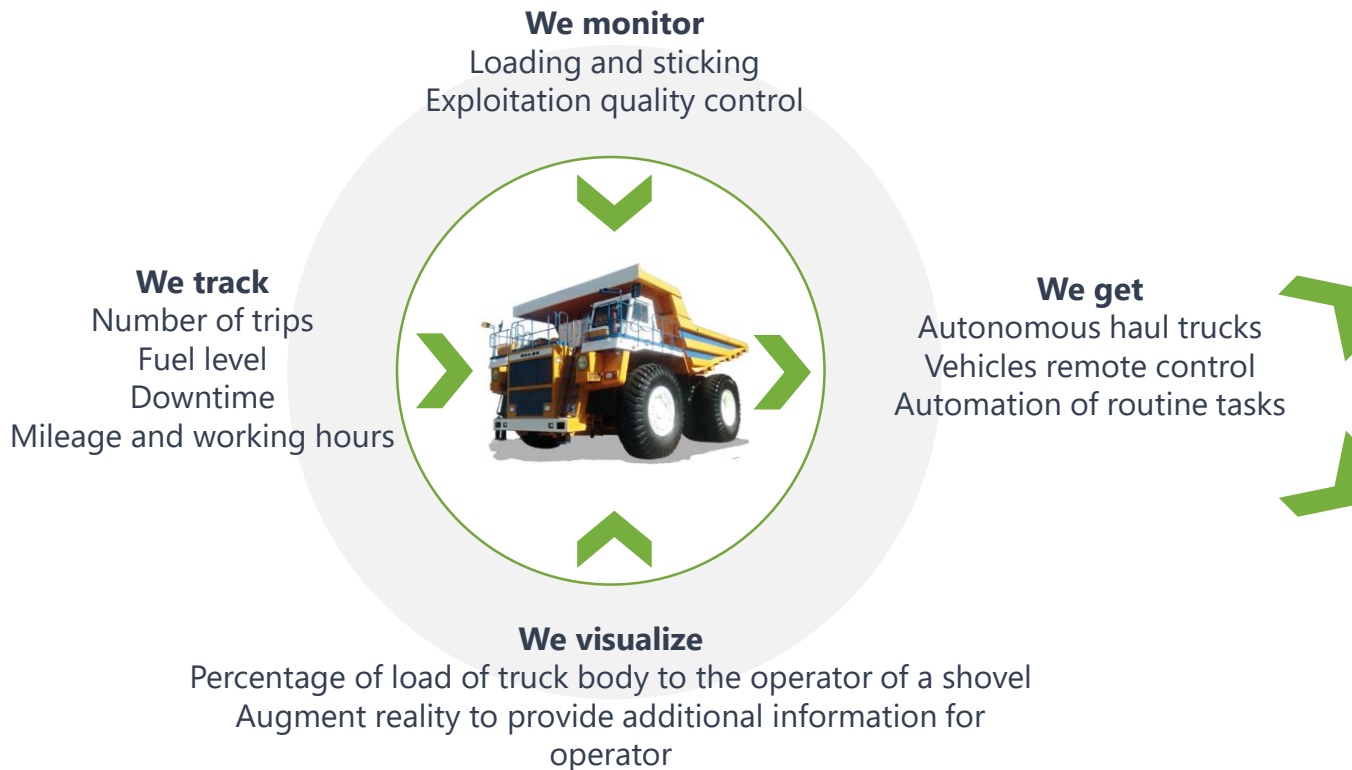 We monitor
Loading and sticking
Exploitation quality control
We track
Number of trips
Fuel level
Downtime
Mileage and working hours
We get
Autonomous haul trucks
Vehicles remote control
Automation of routine tasks
We visualize
Percentage of load of truck body to the operator of a shovel
Augment reality to provide additional information for
operator